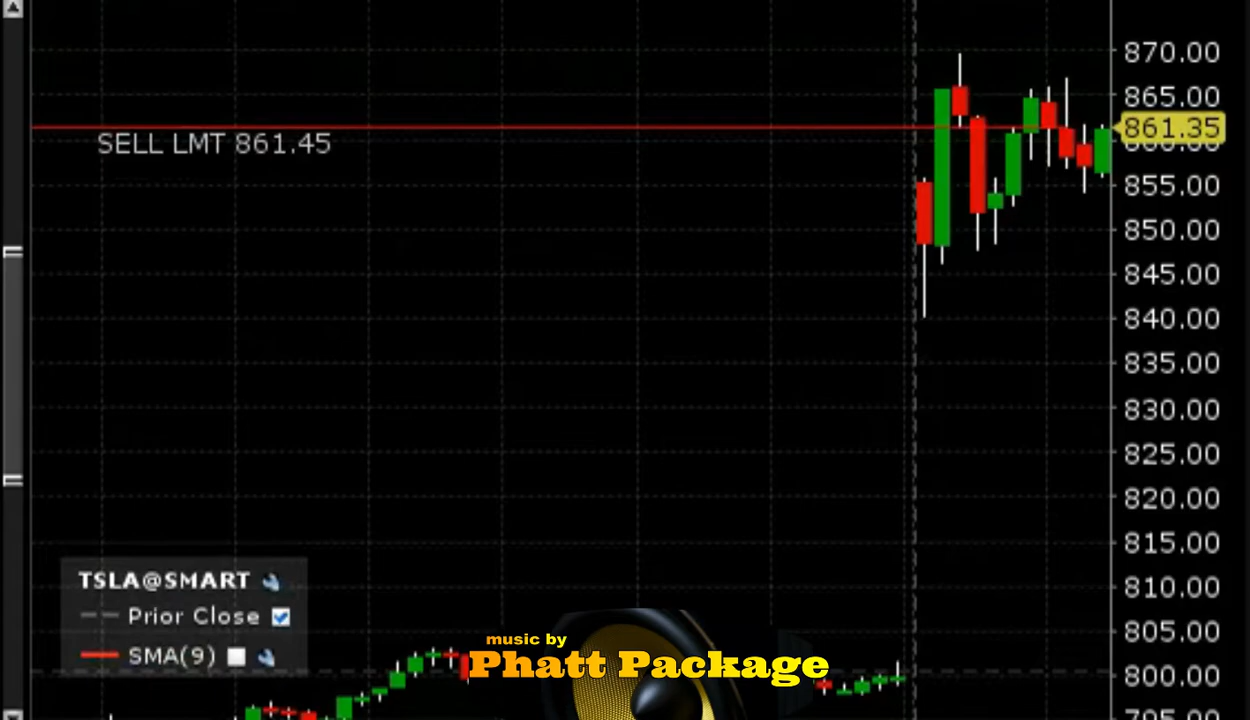 870.00
865.00
861.35
SELL LMT 861.45
855.00
850.00
845.00
840.00
835.00
830.00
825.00
820.00
815.00
810.00
TSLA@SMART
Prior Close
805.00
SMA(9)
music by
Phatt Package
800.00